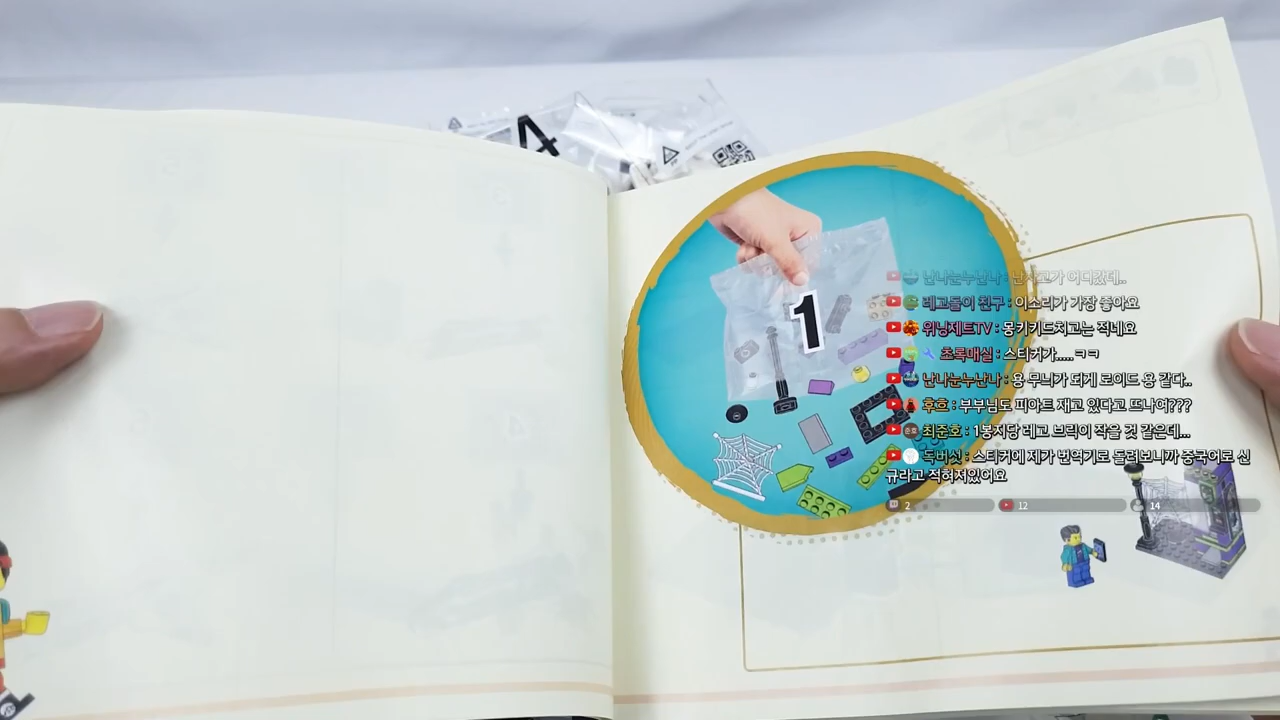 4
1
난나눈누난나 : 난자고가 어디갔데..
레고돌이 친구 : 이소리가 가장 좋아요
위닝제트TV : 몽키키드치고는 적네요
초록매실 : 스티커가.....ㅋㅋ
난나눈누난나 : 용 무늬가 되게 로이드 용 같다..
후흐 : 부부님도 피아트 재고 있다고 뜨나여???
최준호 : 1봉지당 레고 브릭이 작을 것 같은데...
독버섯 : 스티커에 제가 번역기로 돌려보니까 중국어로 신
규라고 적혀저있어요
2 12 14